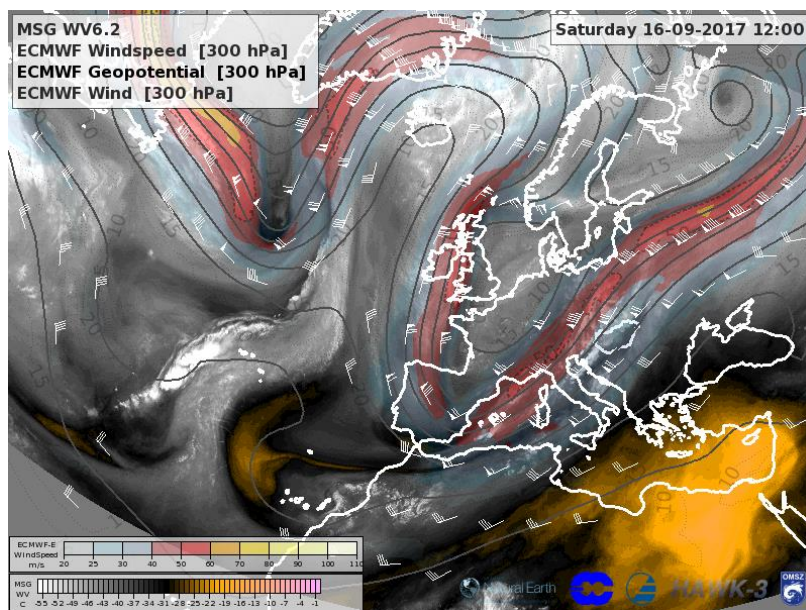 MSG WV6.2
ECMWF Windspeed [300 hPa]
ECMWF Geopotential [300 hPa]
ECMWF Wind [300 hPa]
Saturday 16-09-2017 12:00
ECMWF-E
WindSpeed
m/s
20 30 40 50 60 70 80 90 100 110
MSG
WV
C
-55 -52 -49 -46 -43 -40 -37 -34 -31 -28 -25 -22 -19 -16 -13 -10 -7 -4 -1
Natural Earth
HAWK-3
OMSZ